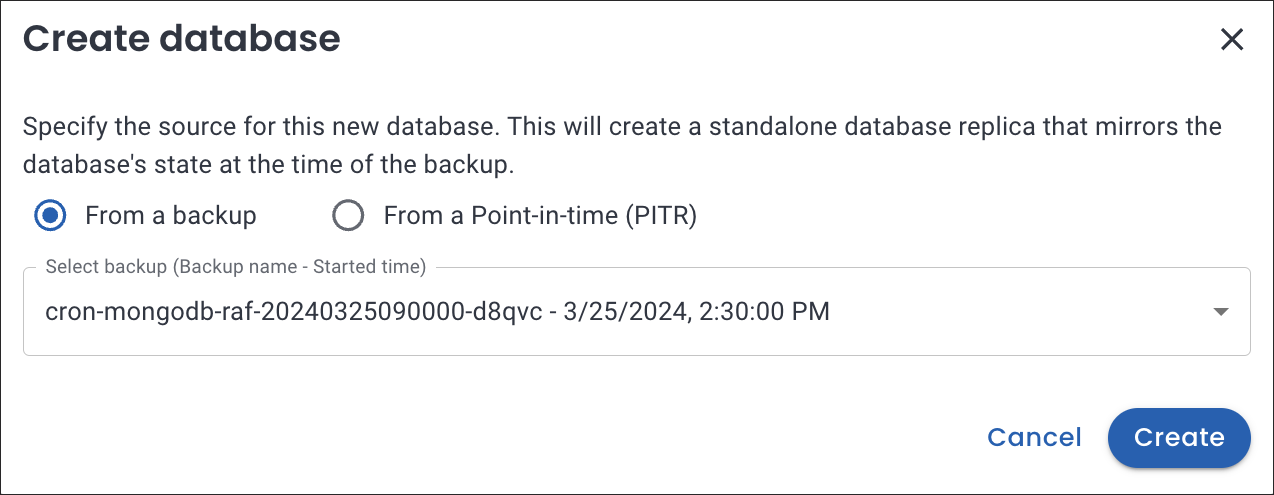 Create database
Specify the source for this new database. This will create a standalone database replica that mirrors the
database's state at the time of the backup.
From a backup From a Point-in-time (PITR)
Select backup (Backup name - Started time)
cron-mongodb-raf-20240325090000-d8qvc - 3/25/2024, 2:30:00 PM
Cancel Create